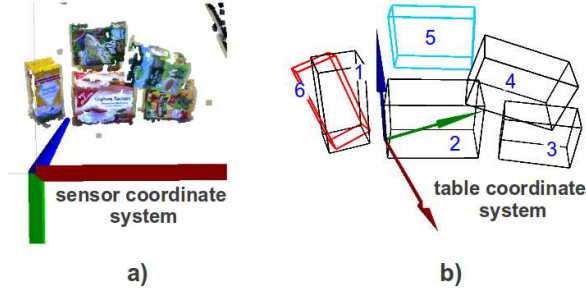 sensor coordinate
system
a)
1
2
3
4
5
6
table coordinate
system
b)